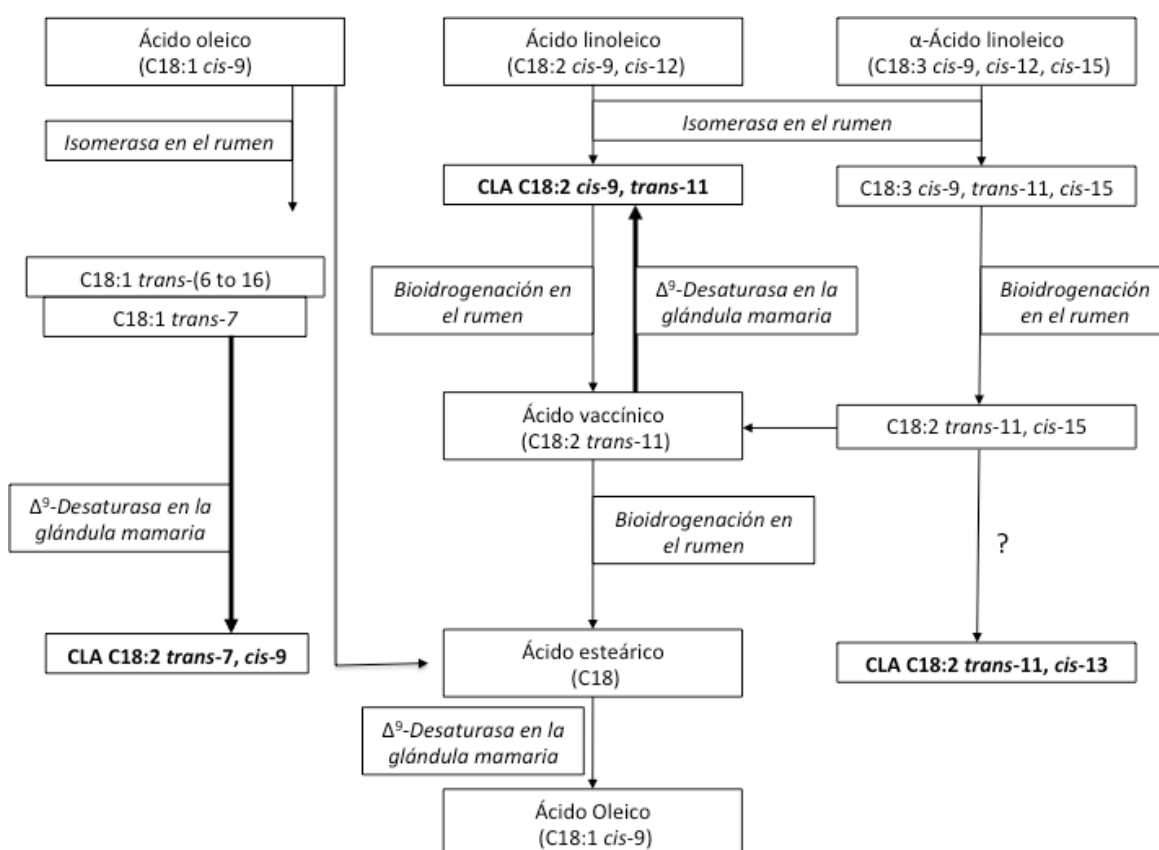 Ácido oleico
(C18:1 cis-9)
Ácido linoleico
(C18:2 cis-9, cis-12)
α-Ácido linoleico
(C18:3 cis-9, cis-12, cis-15)
Isomerasa en el rumen
Isomerasa en el rumen
CLA C18:2 cis-9, trans-11
C18:3 cis-9, trans-11, cis-15
C18:1 trans-(6 to 16)
C18:1 trans-7
Bioidrogenación en
el rumen
Δ⁹-Desaturasa en la
glándula mamaria
Bioidrogenación
en el rumen
Ácido vaccínico
(C18:2 trans-11)
C18:2 trans-11, cis-15
Δ⁹-Desaturasa en la
glándula mamaria
Bioidrogenación en
el rumen
?
CLA C18:2 trans-7, cis-9
Ácido esteárico
(C18)
CLA C18:2 trans-11, cis-13
Δ⁹-Desaturasa en la
glándula mamaria
Ácido Oleico
(C18:1 cis-9)